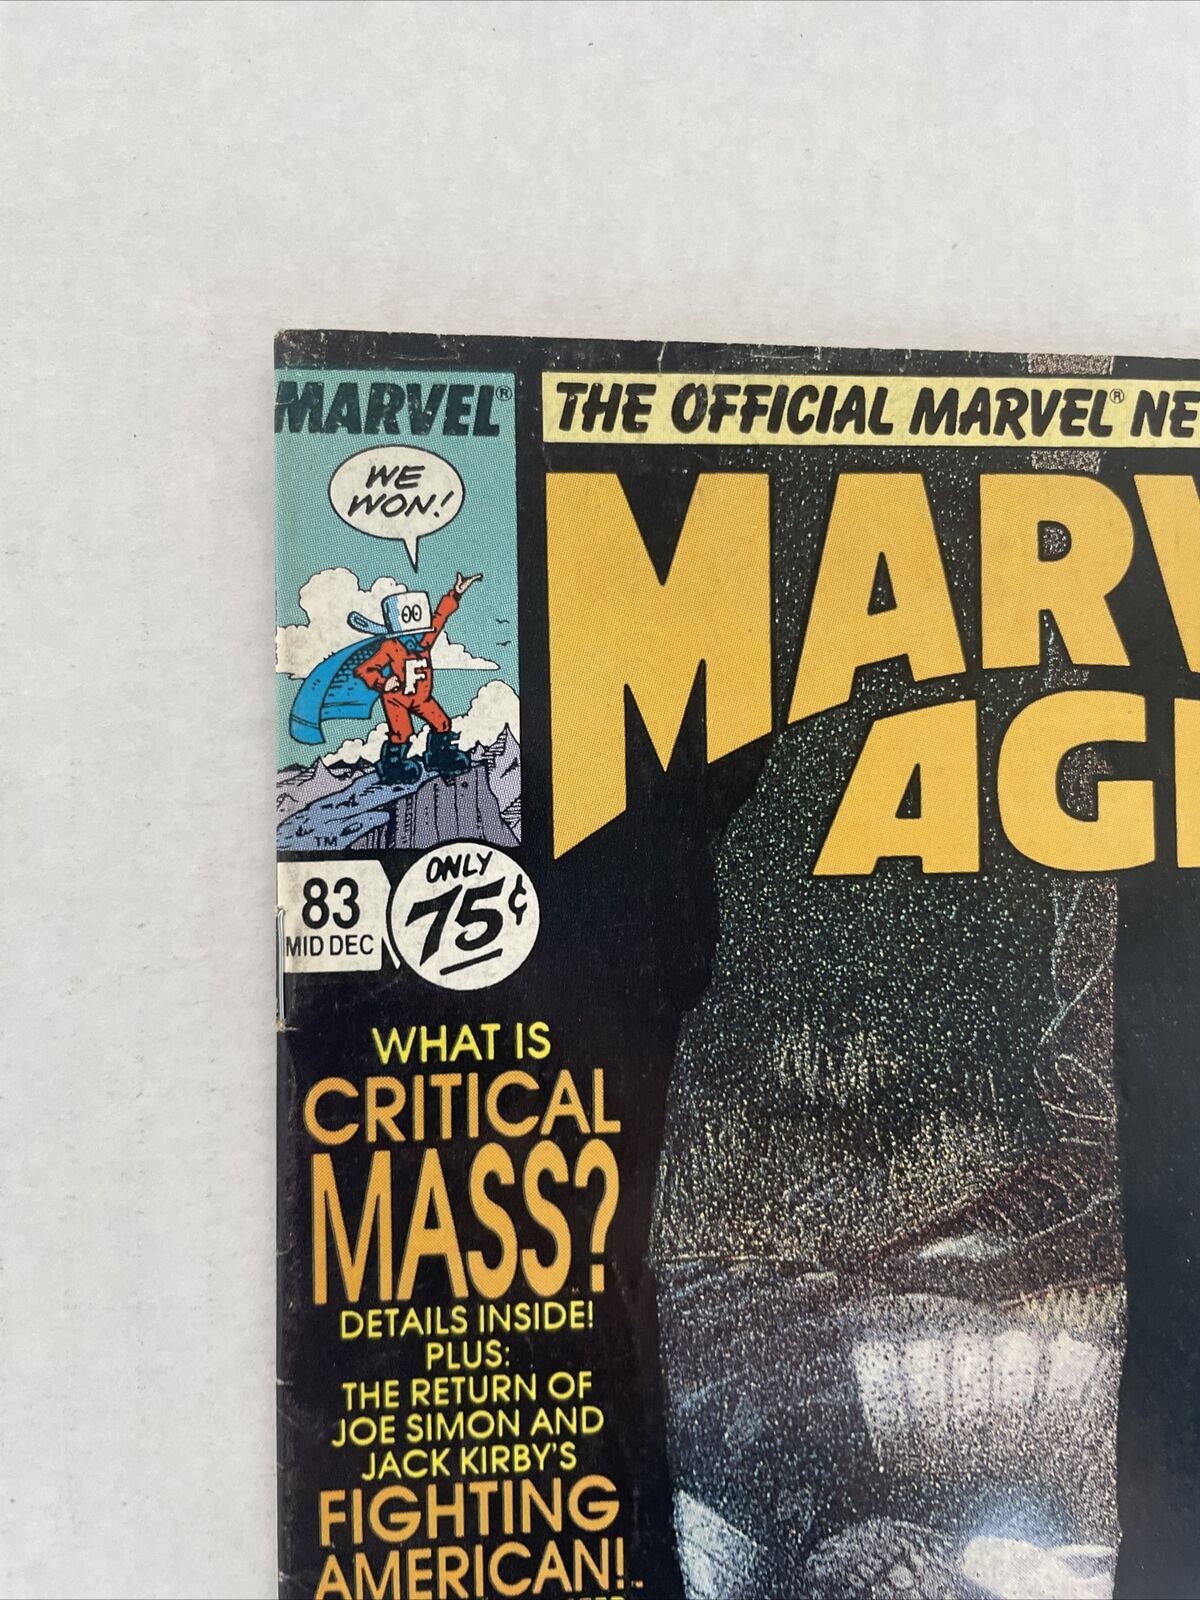 MARVEL®
WE
WON!
F
TM
83
MID DEC
ONLY
75¢
THE OFFICIAL MARVEL® NE
MARV
AG
WHAT IS
CRITICAL
MASS?
DETAILS INSIDE!
PLUS:
THE RETURN OF
JOE SIMON AND
JACK KIRBY'S
FIGHTING
AMERICAN!